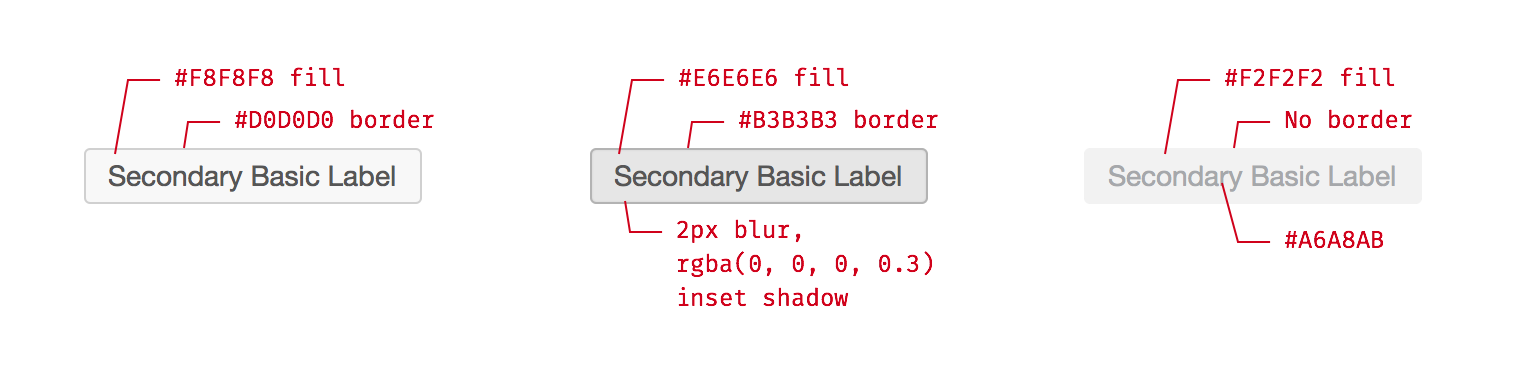 #F8F8F8 fill
#D0D0D0 border
Secondary Basic Label
#E6E6E6 fill
#B3B3B3 border
Secondary Basic Label
2px blur,
rgba(0, 0, 0, 0.3)
inset shadow
#F2F2F2 fill
No border
Secondary Basic Label
#A6A8AB